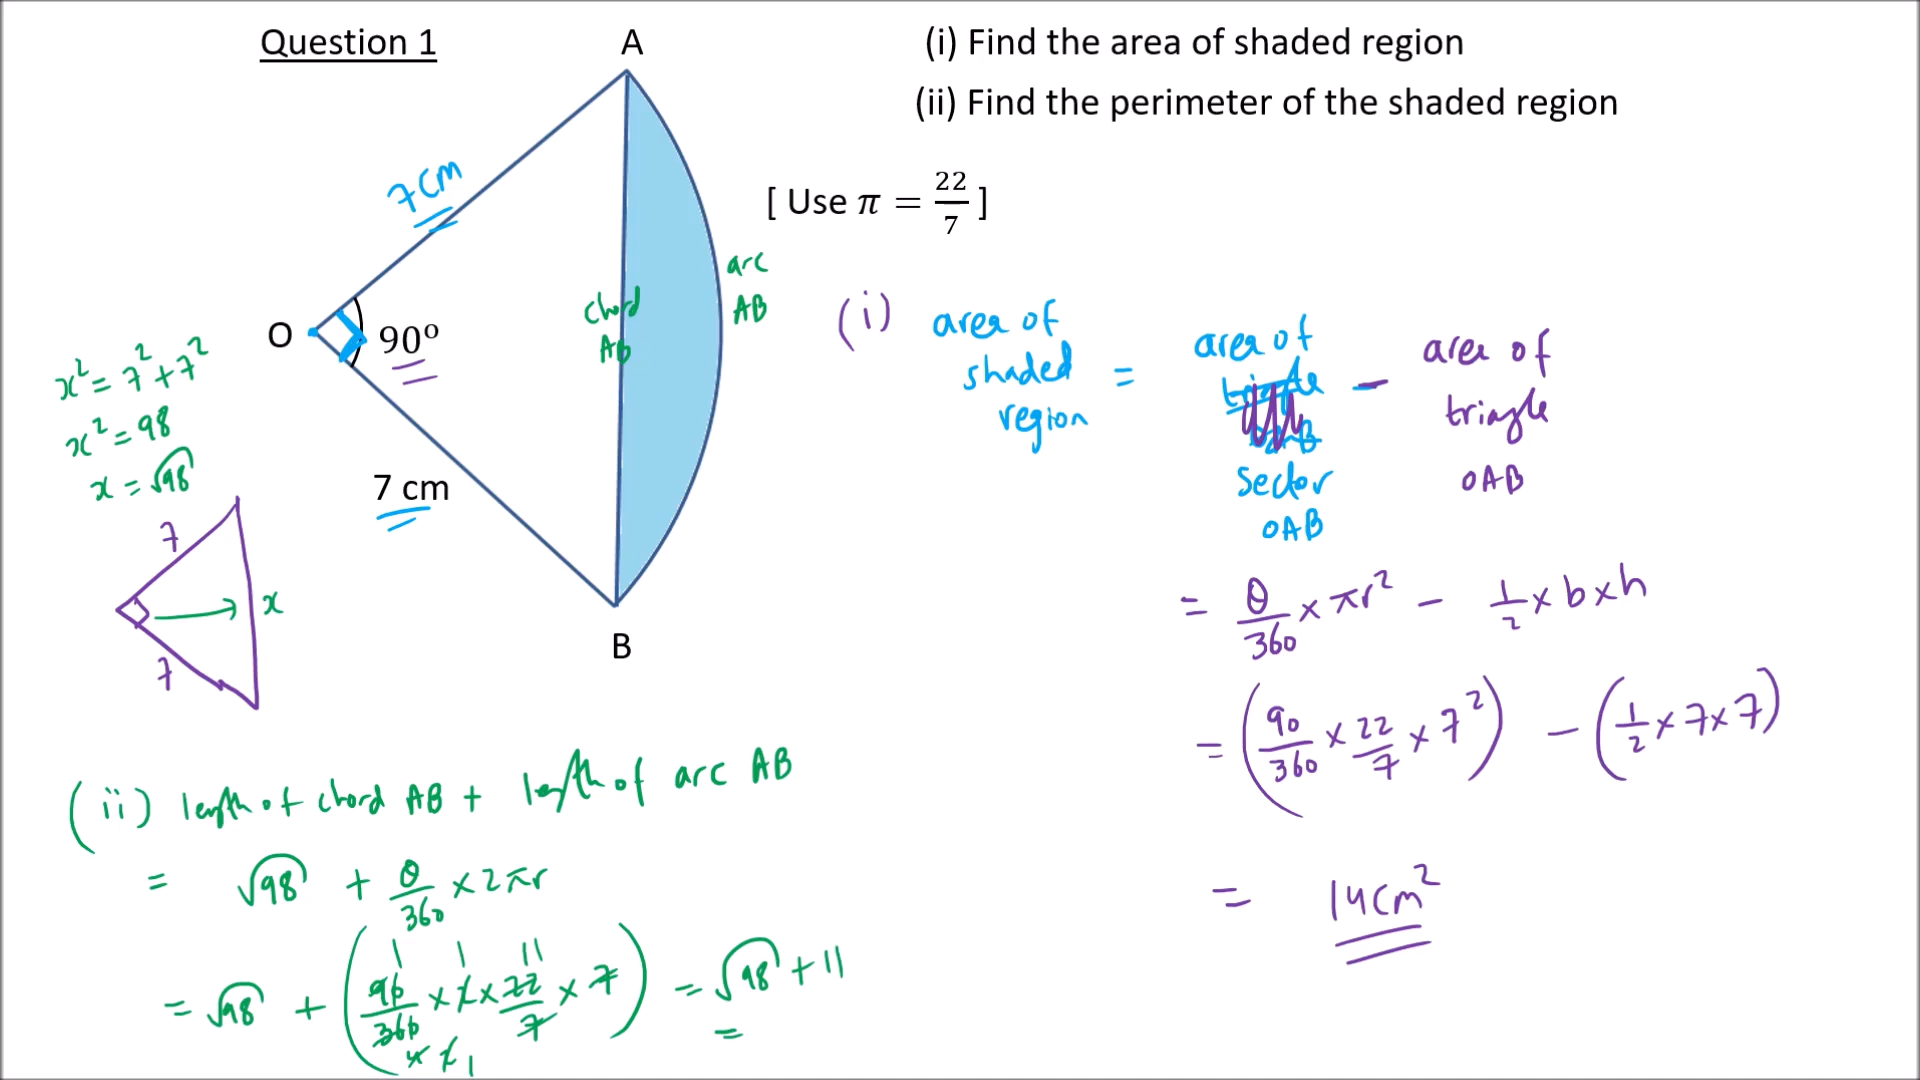 Question 1
(i) Find the area of shaded region
(ii) Find the perimeter of the shaded region
[ Use π = 22/7 ]
A
7cm
O
90°
chord
AB
arc
AB
7 cm
B
x² = 7² + 7²
x² = 98
x = √98
7
x
7
(i) area of shaded region = area of sector OAB − area of triagle OAB
= θ/360 × πr² − 1/2 × b × h
= (90/360 × 22/7 × 7²) − (1/2 × 7 × 7)
= 14cm²
(ii) length of chord AB + length of arc AB
= √98 + θ/360 × 2πr
= √98 + (90/360 × 2 × 22/7 × 7) = √98 + 11
=